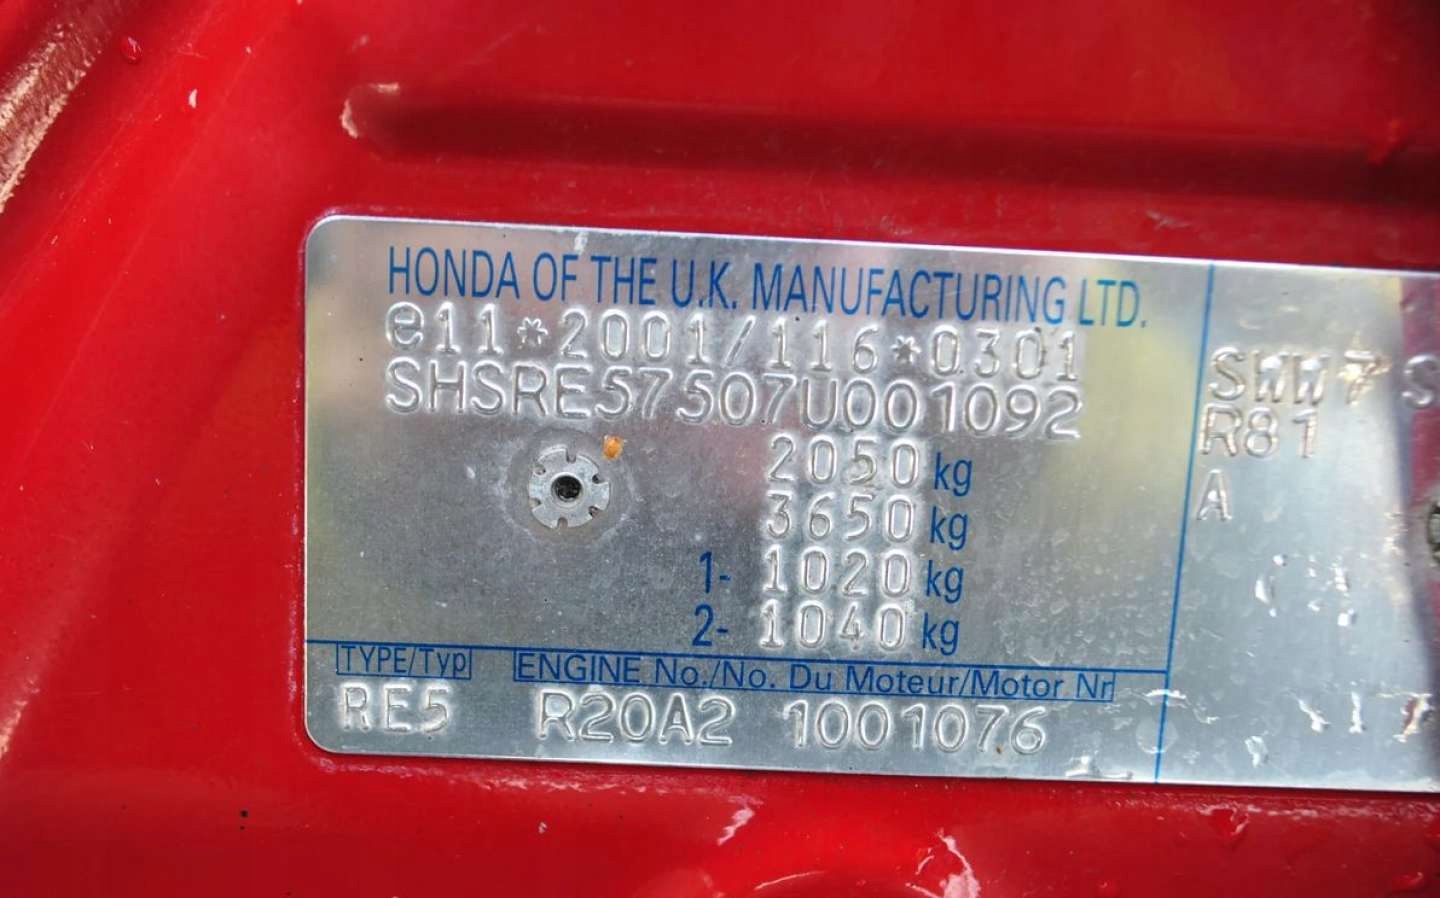 HONDA OF THE U.K. MANUFACTURING LTD.
e11*2001/116*0301
SHSRE57507U001092
2050 kg
3650 kg
1- 1020 kg
2- 1040 kg
TYPE/Typ ENGINE No./No. Du Moteur/Motor Nr
RE5 R20A2 1001076
SWW7 S
R81
A